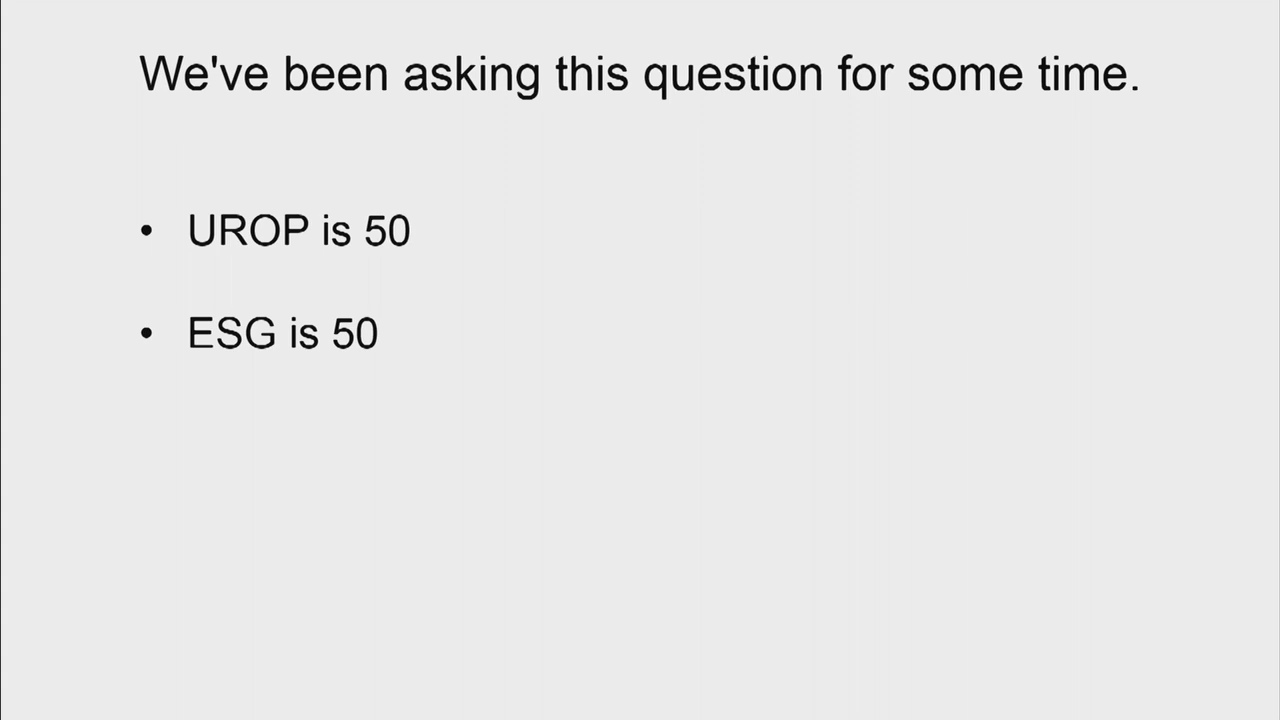 We've been asking this question for some time.
• UROP is 50
• ESG is 50